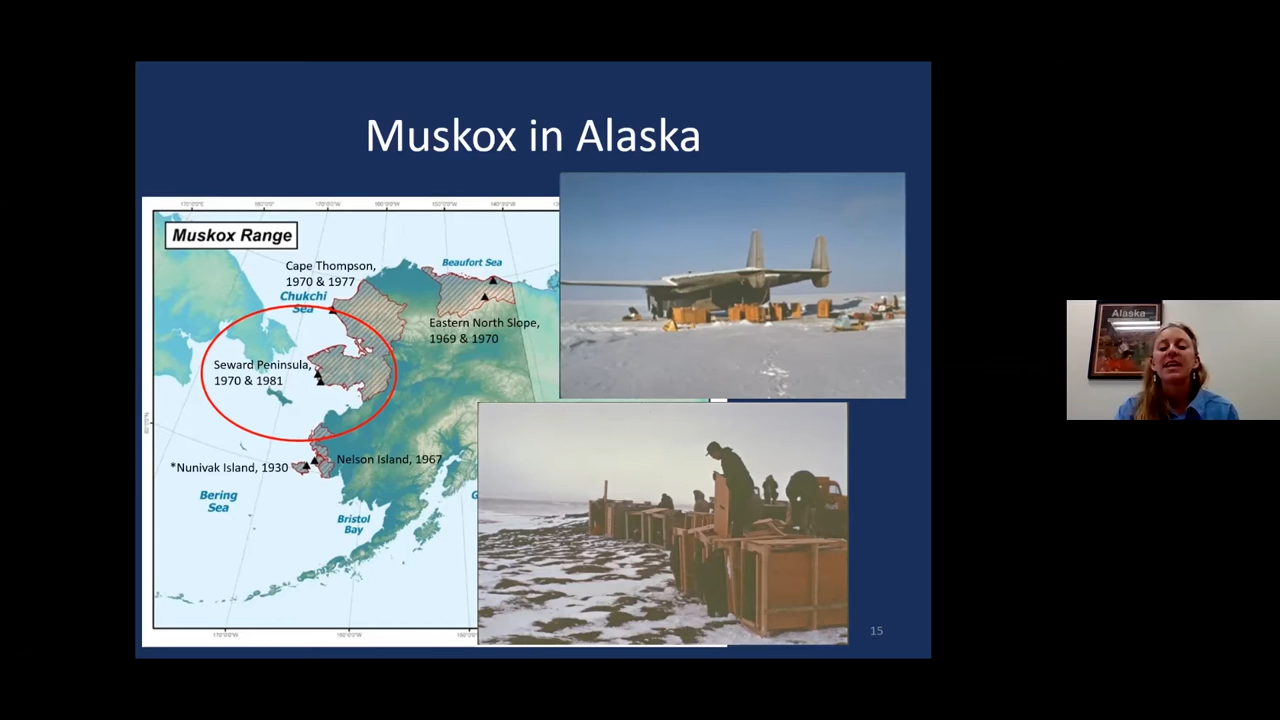 Muskox in Alaska
Muskox Range
Cape Thompson,
1970 & 1977
Chukchi
Sea
Beaufort Sea
Eastern North Slope,
1969 & 1970
Seward Peninsula,
1970 & 1981
*Nunivak Island, 1930
Nelson Island, 1967
Bering
Sea
Bristol
Bay
G
15
Alaska